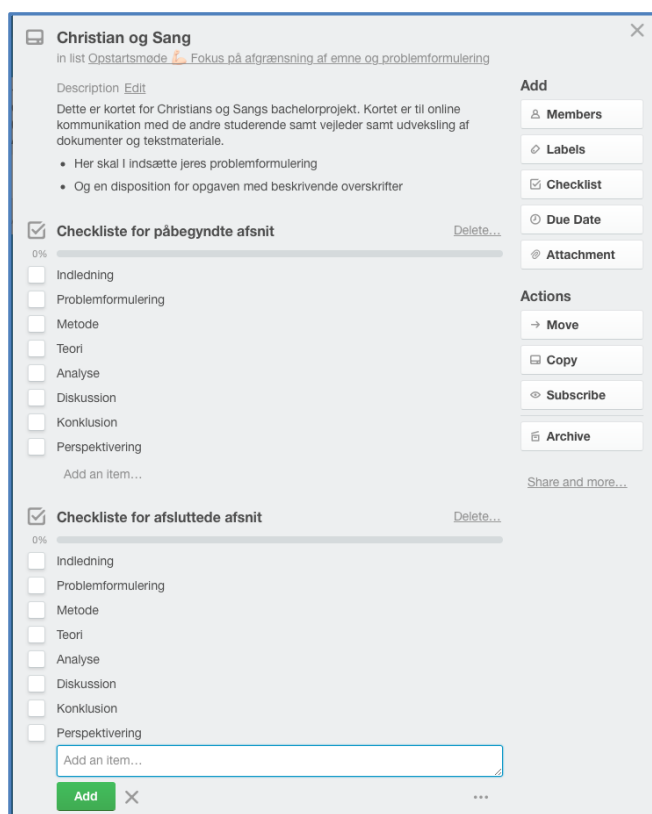 Christian og Sang
in list Opstartsmøde 💪🏻 Fokus på afgrænsning af emne og problemformulering
Description Edit
Dette er kortet for Christians og Sangs bachelorprojekt. Kortet er til online
kommunikation med de andre studerende samt vejleder samt udveksling af
dokumenter og tekstmateriale.
• Her skal I indsætte jeres problemformulering
• Og en disposition for opgaven med beskrivende overskrifter
Checkliste for påbegyndte afsnit Delete…
0%
Indledning
Problemformulering
Metode
Teori
Analyse
Diskussion
Konklusion
Perspektivering
Add an item…
Checkliste for afsluttede afsnit Delete…
0%
Indledning
Problemformulering
Metode
Teori
Analyse
Diskussion
Konklusion
Perspektivering
Add an item…
Add
Add
Members
Labels
Checklist
Due Date
Attachment
Actions
Move
Copy
Subscribe
Archive
Share and more…